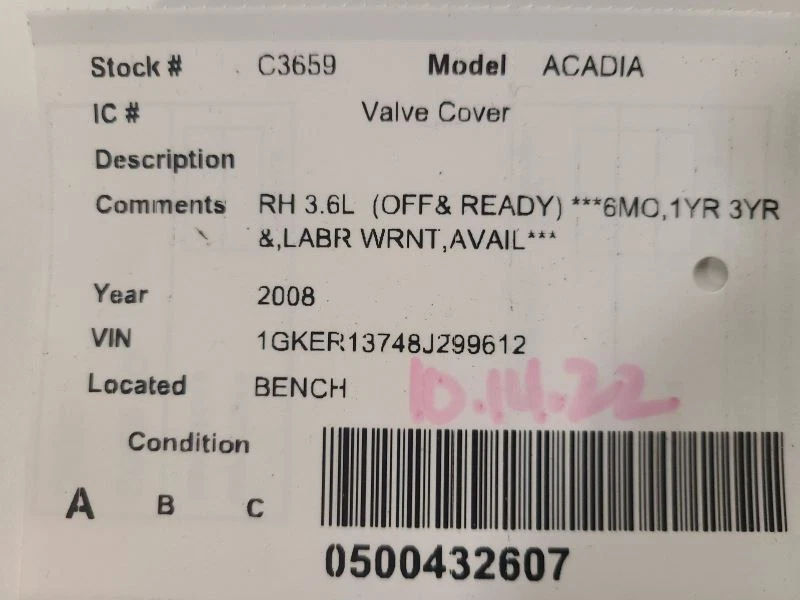 Stock # C3659 Model ACADIA
IC # Valve Cover
Description
Comments RH 3.6L (OFF& READY) ***6MO,1YR 3YR
&,LABR WRNT,AVAIL***
Year 2008
VIN 1GKER13748J299612
Located BENCH 10.14.22
Condition
A B C
0500432607